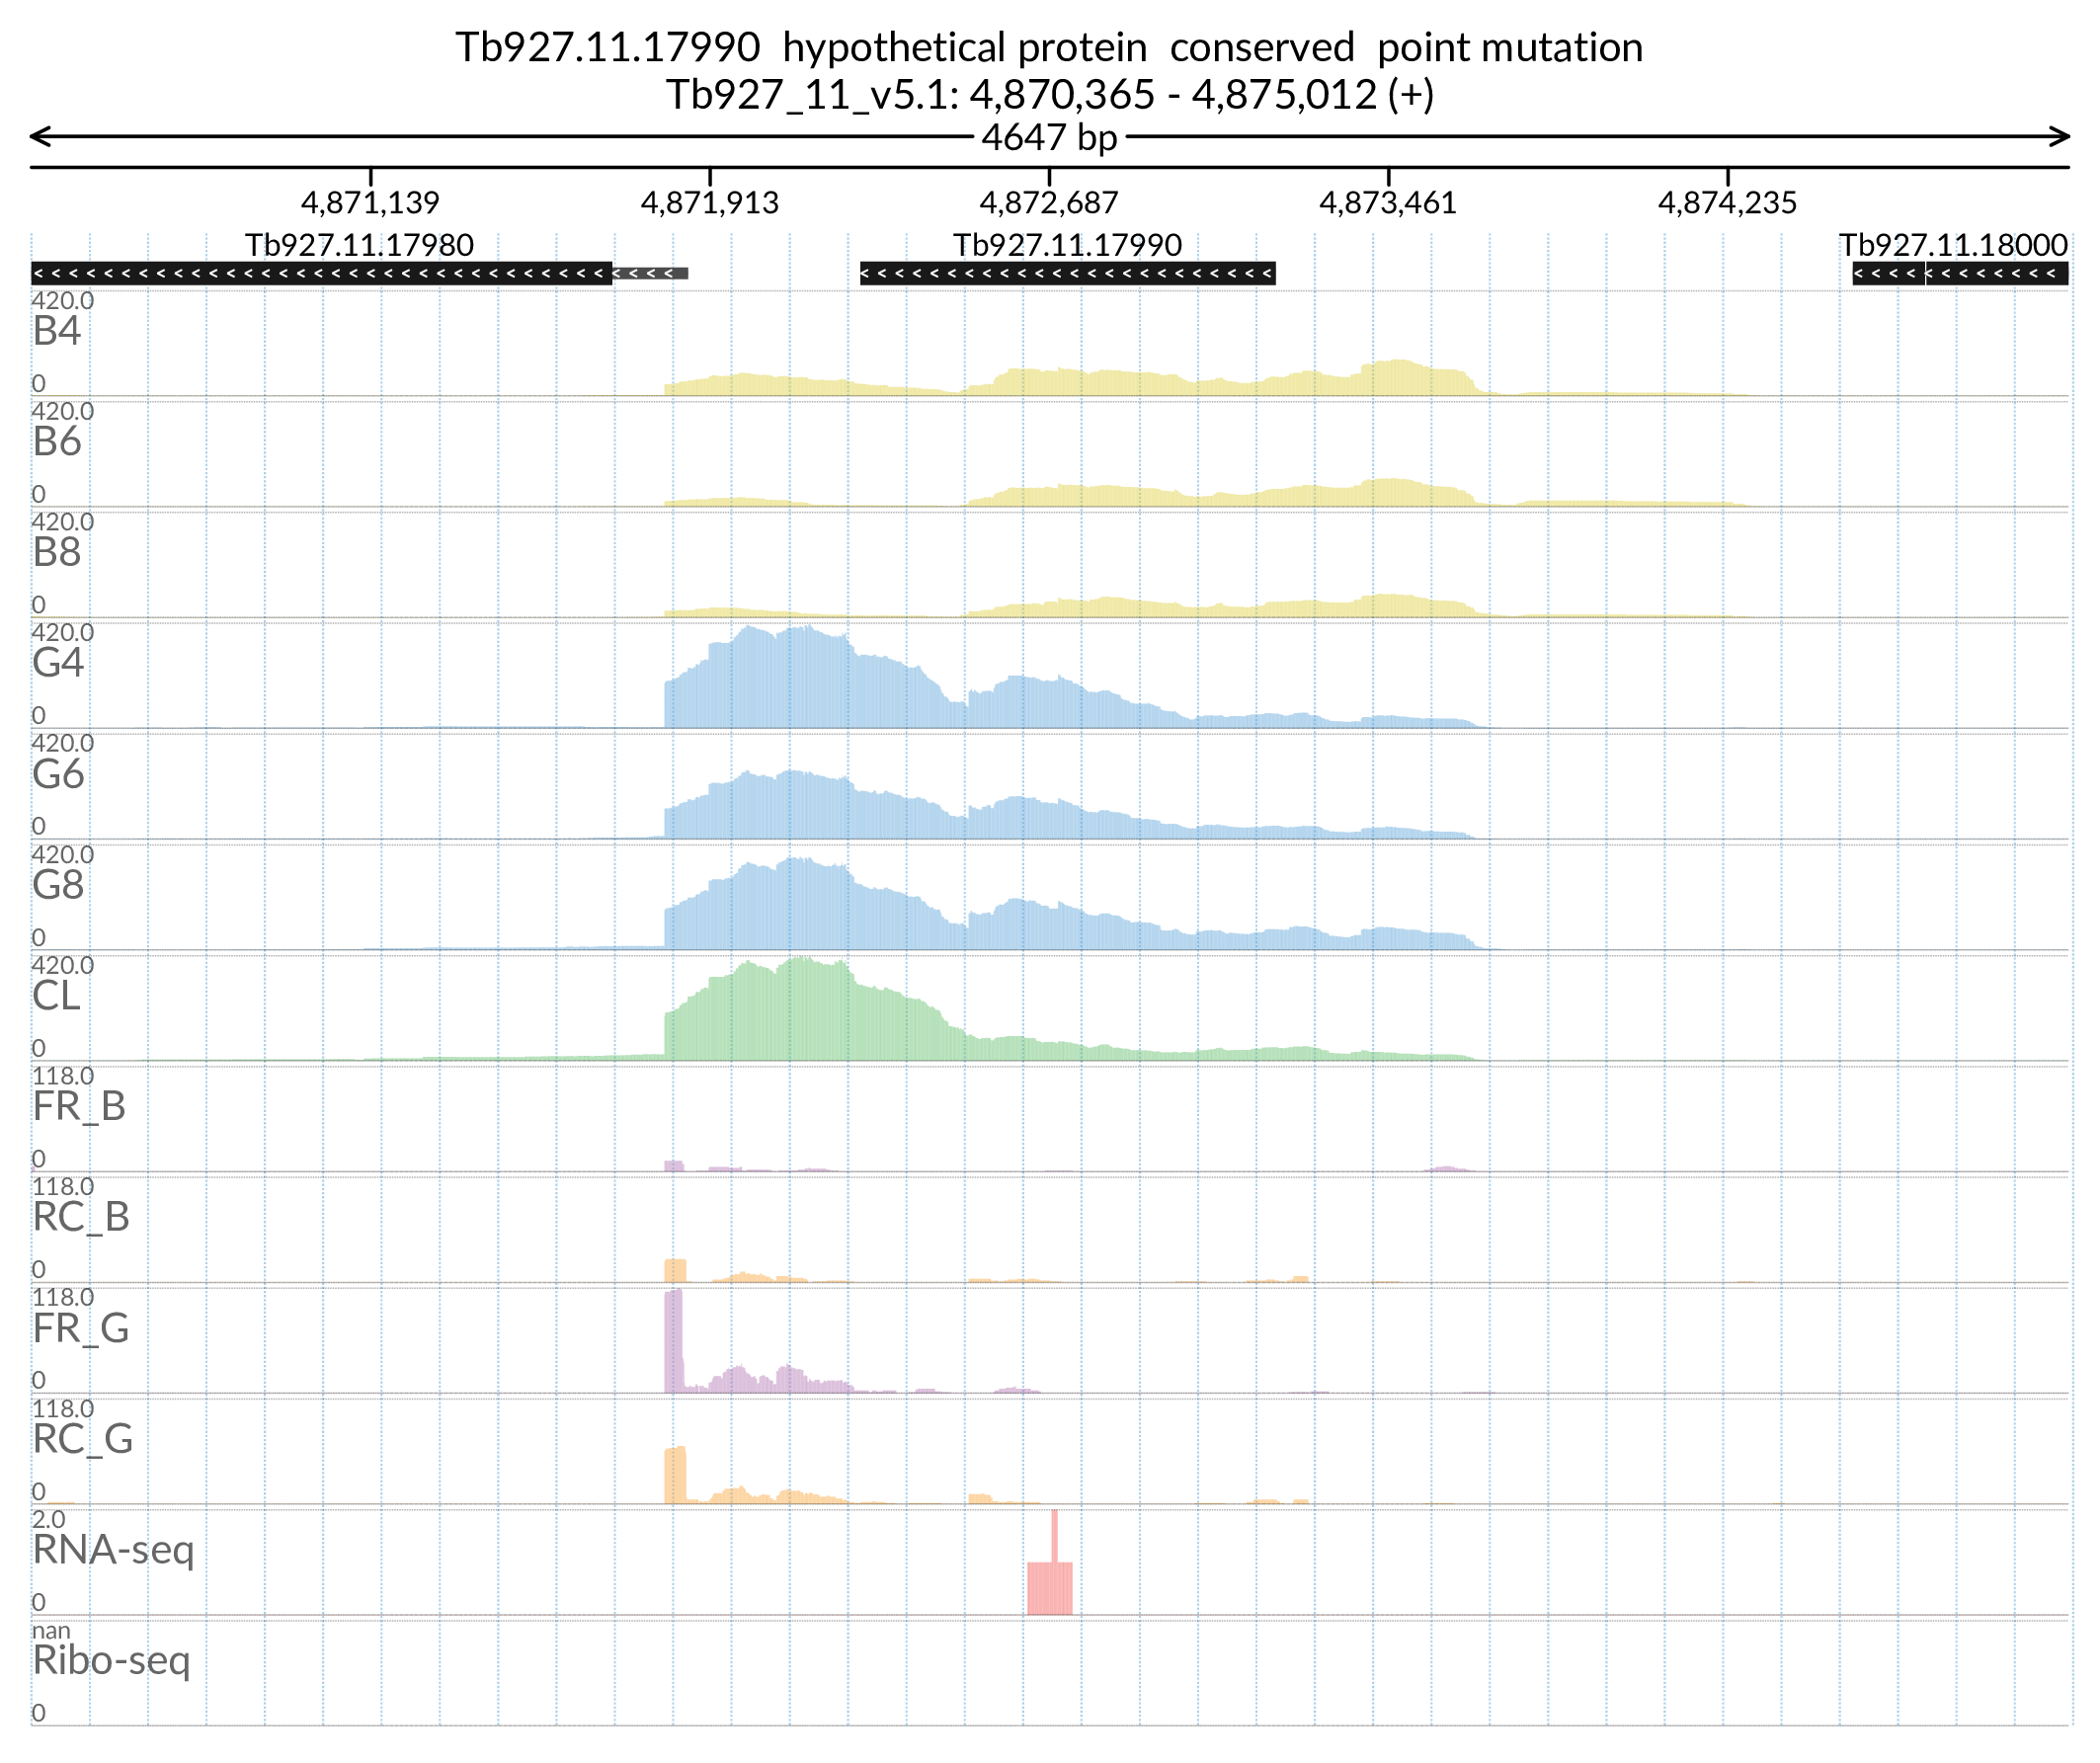 Tb927.11.17990 hypothetical protein conserved point mutation
Tb927_11_v5.1: 4,870,365 - 4,875,012 (+)
4647 bp
4,871,139 4,871,913 4,872,687 4,873,461 4,874,235
Tb927.11.17980 Tb927.11.17990 Tb927.11.18000
420.0
B4
0
420.0
B6
0
420.0
B8
0
420.0
G4
0
420.0
G6
0
420.0
G8
0
420.0
CL
0
118.0
FR_B
0
118.0
RC_B
0
118.0
FR_G
0
118.0
RC_G
0
2.0
RNA-seq
0
nan
Ribo-seq
0